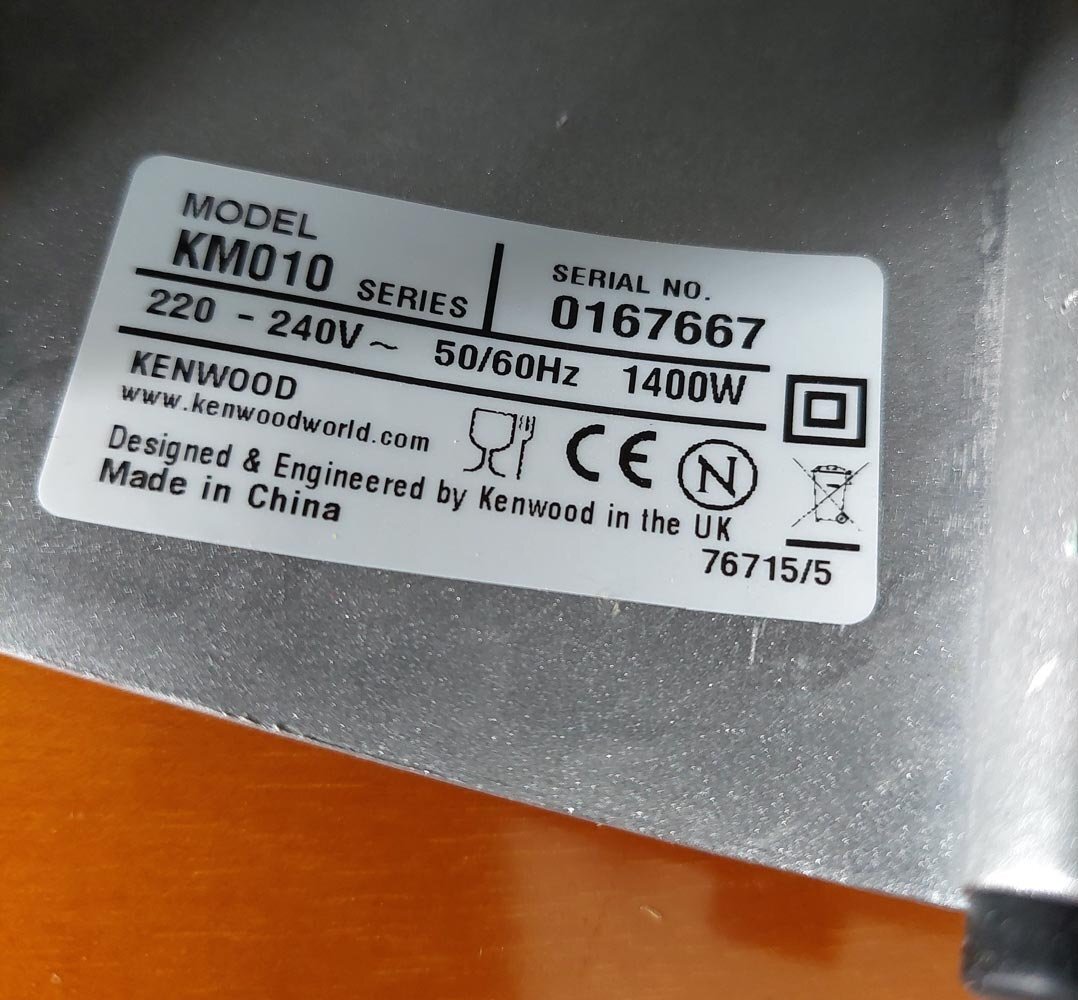 MODEL
KM010 SERIES
SERIAL NO.
0167667
220 - 240V ~ 50/60Hz 1400W
KENWOOD
www.kenwoodworld.com
CE N
Designed & Engineered by Kenwood in the UK
Made in China
76715/5